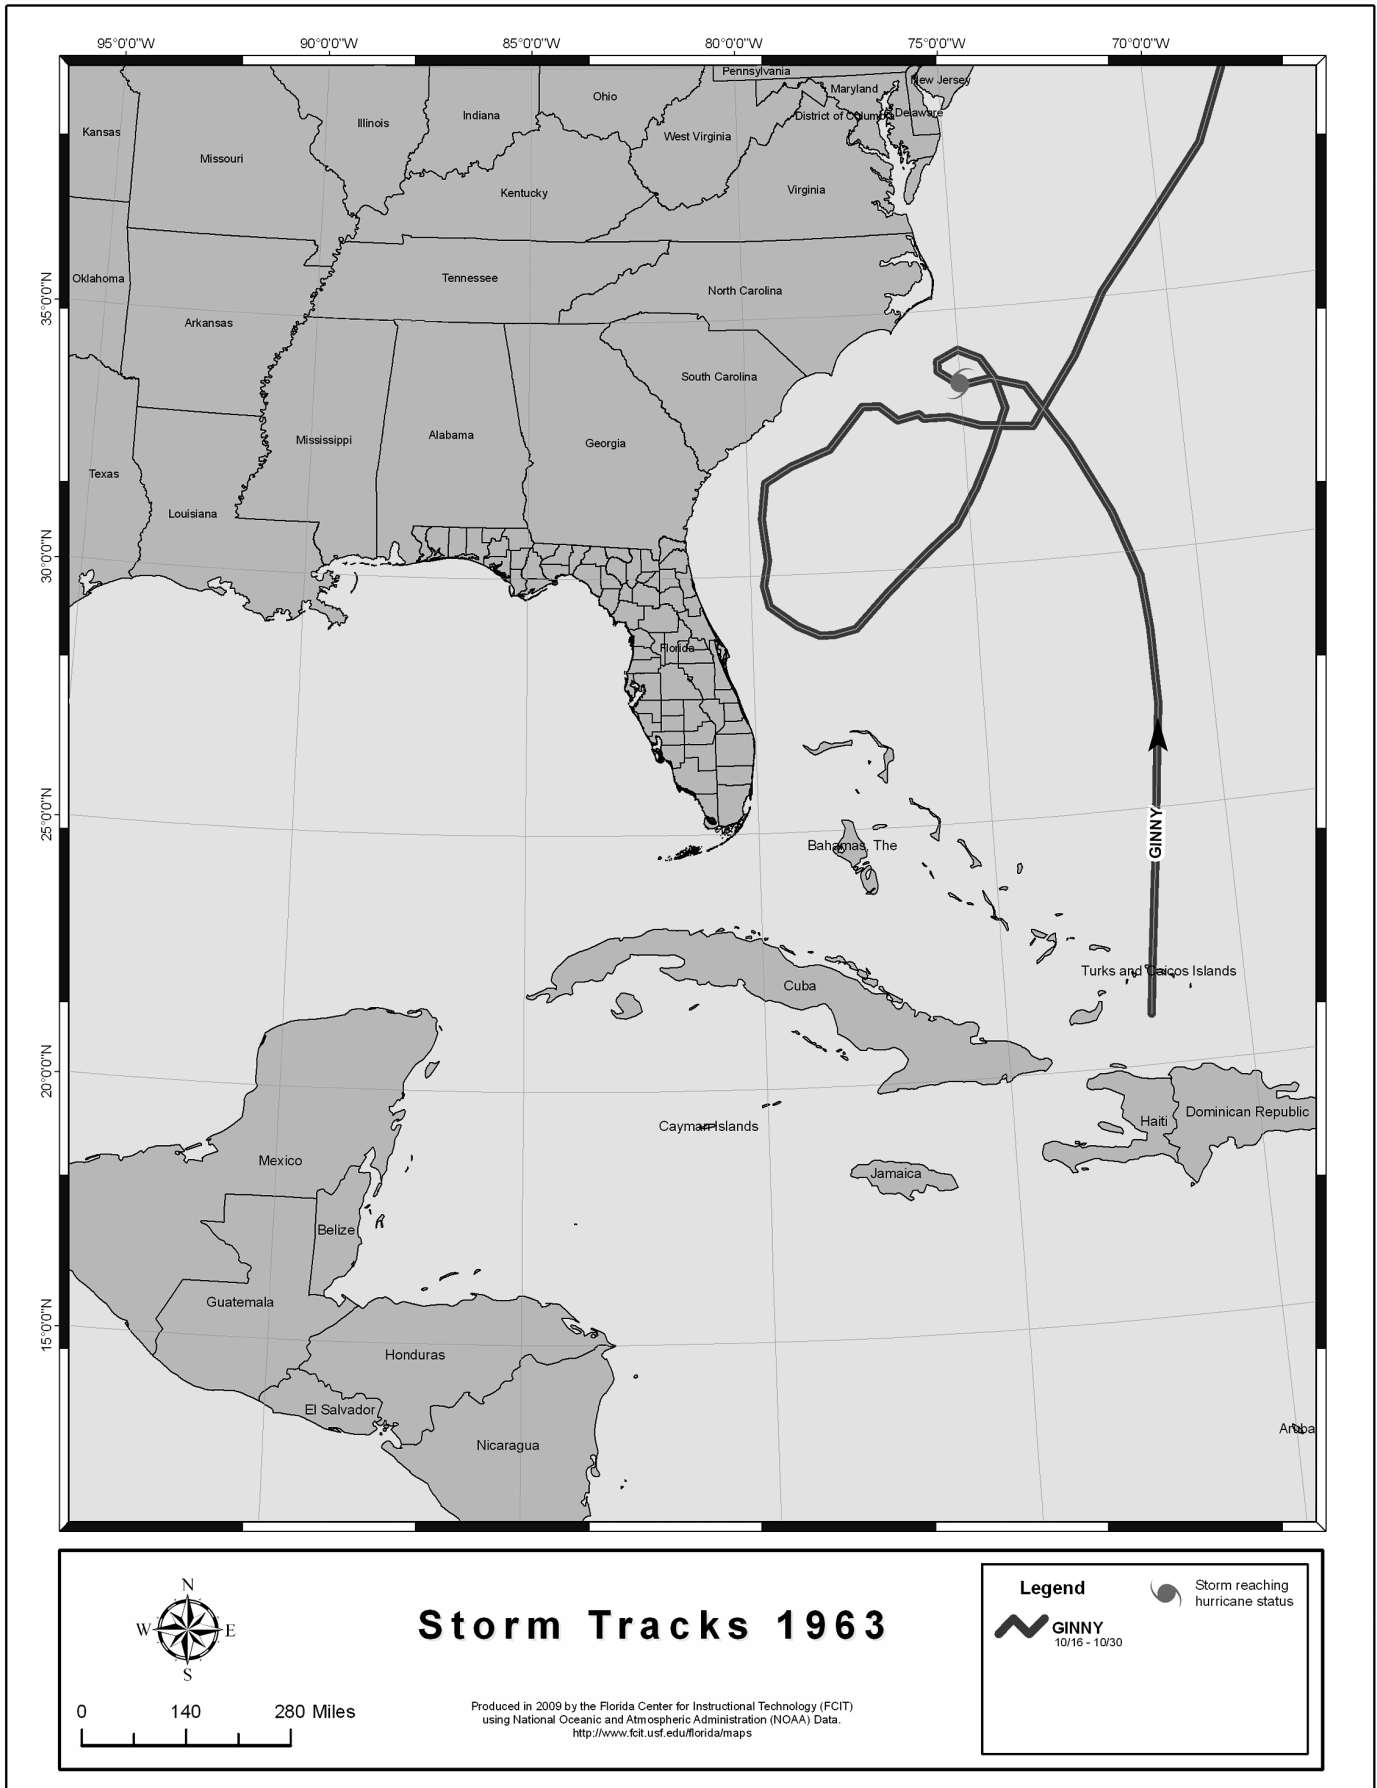 95°0'0"W 90°0'0"W 85°0'0"W 80°0'0"W 75°0'0"W 70°0'0"W
Pennsylvania
New Jersey
Maryland
Ohio
Indiana
Illinois
District of Columbia
Delaware
Kansas
West Virginia
Missouri
Virginia
Kentucky
Oklahoma
Tennessee
North Carolina
35°0'0"N
Arkansas
South Carolina
Mississippi
Alabama
Georgia
Texas
Louisiana
30°0'0"N
Florida
25°0'0"N
GINNY
Bahamas, The
Turks and Caicos Islands
Cuba
20°0'0"N
Cayman Islands
Haiti
Dominican Republic
Mexico
Jamaica
Belize
Guatemala
15°0'0"N
Honduras
El Salvador
Aruba
Nicaragua
N
W E
S
0 140 280 Miles
Storm Tracks 1963
Produced in 2009 by the Florida Center for Instructional Technology (FCIT)
using National Oceanic and Atmospheric Administration (NOAA) Data.
http://www.fcit.usf.edu/florida/maps
Legend
GINNY
10/16 - 10/30
Storm reaching
hurricane status